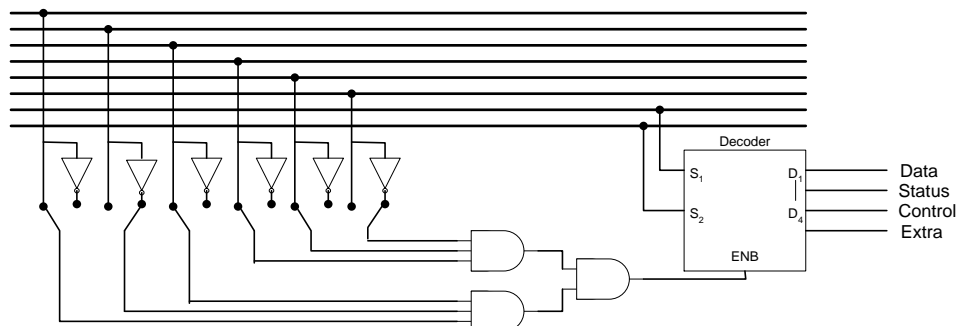 Decoder
S1
D1
Data
Status
S2
D4
Control
Extra
ENB